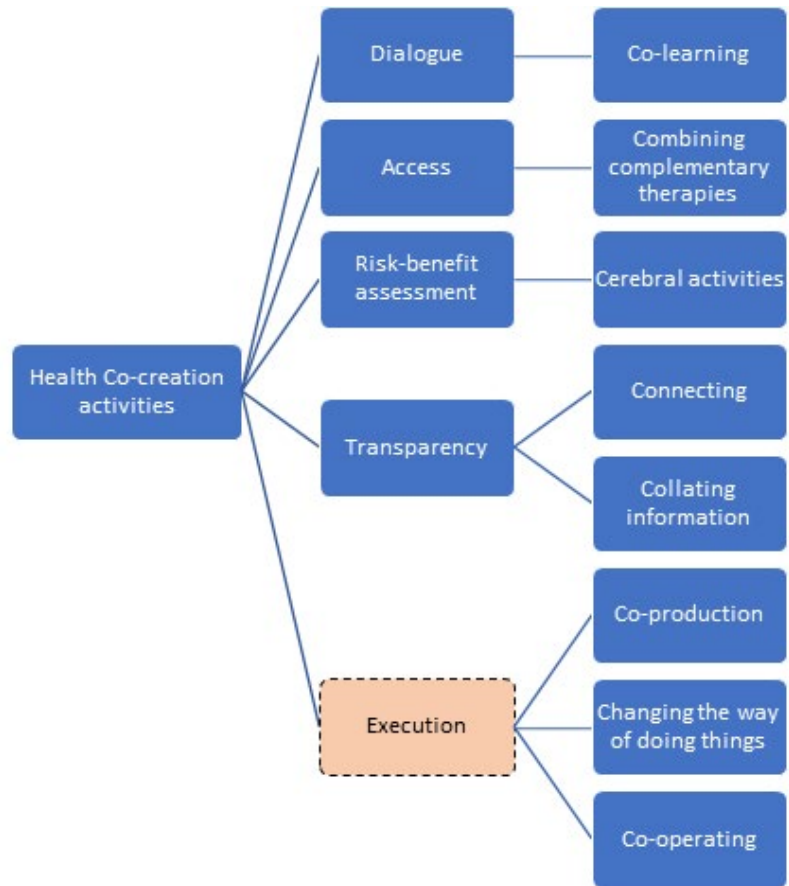 Dialogue
Co-learning
Access
Combining
complementary
therapies
Risk-benefit
assessment
Cerebral activities
Health Co-creation
activities
Transparency
Connecting
Collating
information
Execution
Co-production
Changing the way
of doing things
Co-operating